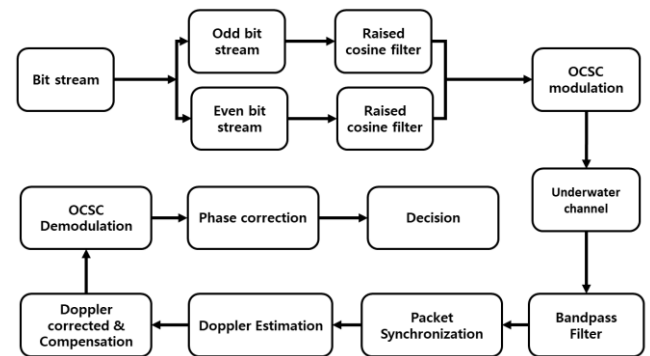 Bit stream
Odd bit
stream
Raised
cosine filter
Even bit
stream
Raised
cosine filter
OCSC
modulation
Underwater
channel
Bandpass
Filter
Packet
Synchronization
Doppler Estimation
Doppler
corrected &
Compensation
OCSC
Demodulation
Phase correction
Decision